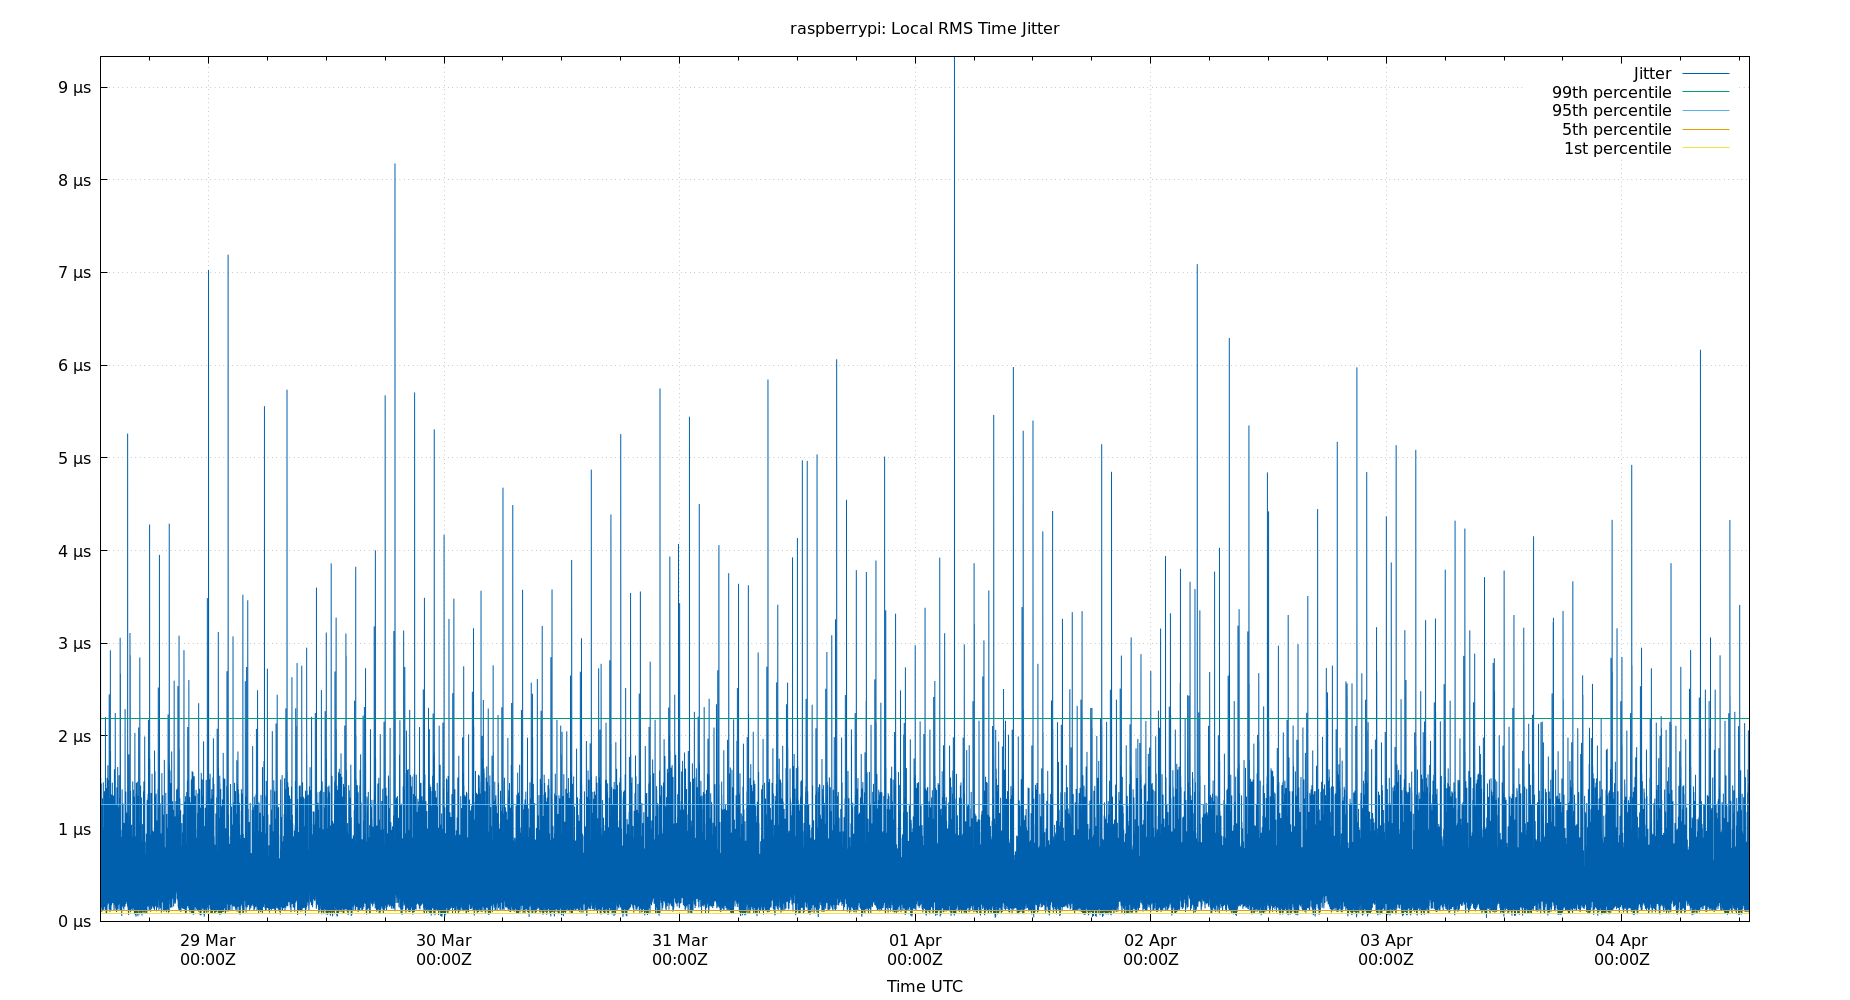 raspberrypi: Local RMS Time Jitter
9 µs
8 µs
7 µs
6 µs
5 µs
4 µs
3 µs
2 µs
1 µs
0 µs
Jitter
99th percentile
95th percentile
5th percentile
1st percentile
29 Mar 30 Mar 31 Mar 01 Apr 02 Apr 03 Apr 04 Apr
00:00Z 00:00Z 00:00Z 00:00Z 00:00Z 00:00Z 00:00Z
Time UTC